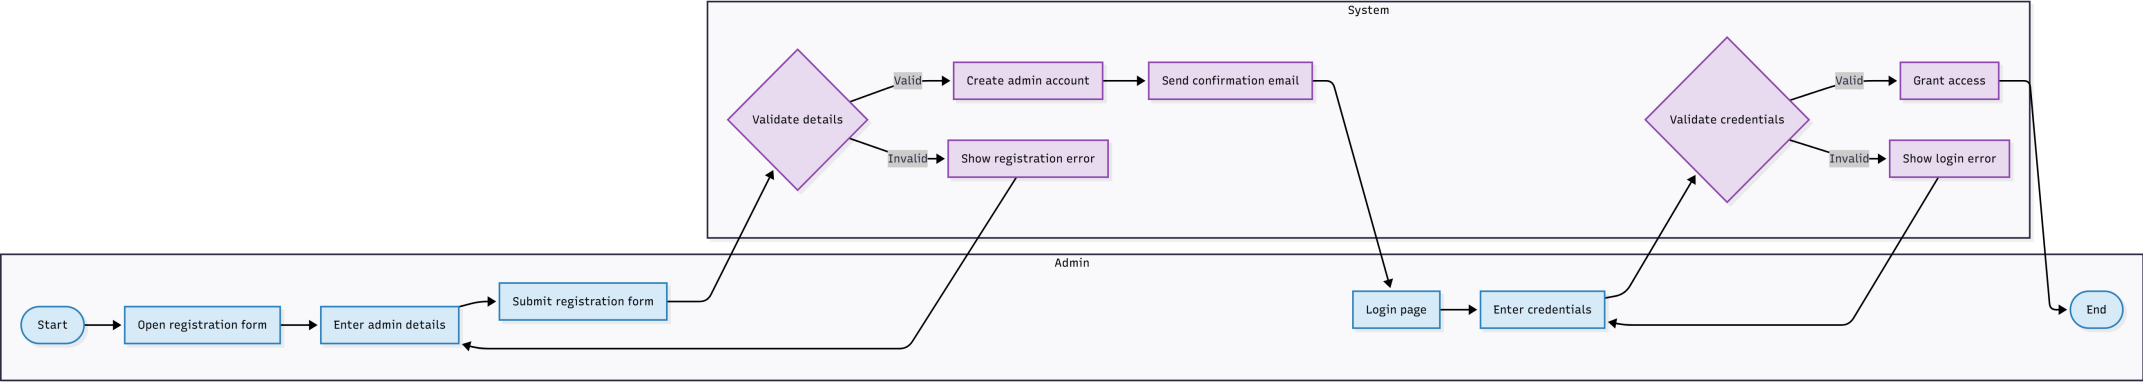 System
Validate details
Valid
Invalid
Create admin account
Send confirmation email
Show registration error
Validate credentials
Valid
Invalid
Grant access
Show login error
Admin
Start
Open registration form
Enter admin details
Submit registration form
Login page
Enter credentials
End